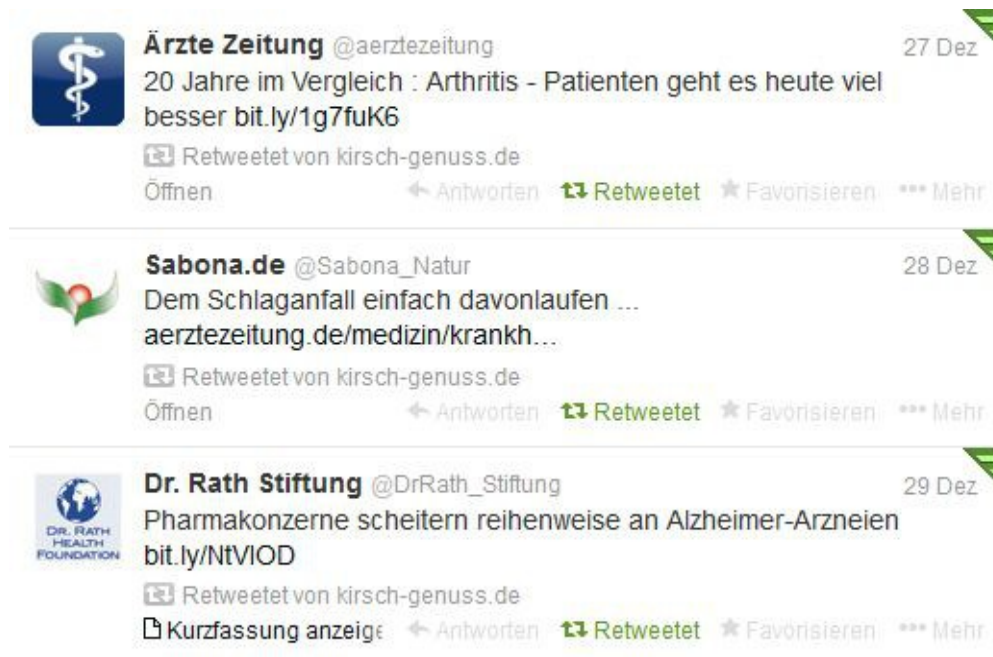 Ärzte Zeitung @aerztezeitung 27 Dez
20 Jahre im Vergleich : Arthritis - Patienten geht es heute viel
besser bit.ly/1g7fuK6
Retweetet von kirsch-genuss.de
Öffnen Antworten Retweetet Favorisieren Mehr
Sabona.de @Sabona_Natur 28 Dez
Dem Schlaganfall einfach davonlaufen ...
aerztezeitung.de/medizin/krankh...
Retweetet von kirsch-genuss.de
Öffnen Antworten Retweetet Favorisieren Mehr
Dr. Rath Stiftung @DrRath_Stiftung 29 Dez
DR. RATH
HEALTH
FOUNDATION
Pharmakonzerne scheitern reihenweise an Alzheimer-Arzneien
bit.ly/NtVIOD
Retweetet von kirsch-genuss.de
Kurzfassung anzeige Antworten Retweetet Favorisieren Mehr